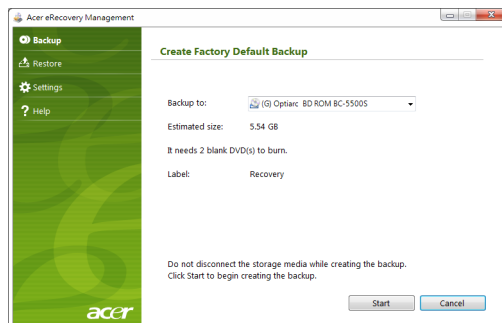 Acer eRecovery Management
Backup
Restore
Settings
Help
Create Factory Default Backup
Backup to: (G) Optiarc BD ROM BC-5500S
Estimated size: 5.54 GB
It needs 2 blank DVD(s) to burn.
Label: Recovery
Do not disconnect the storage media while creating the backup.
Click Start to begin creating the backup.
Start Cancel
acer